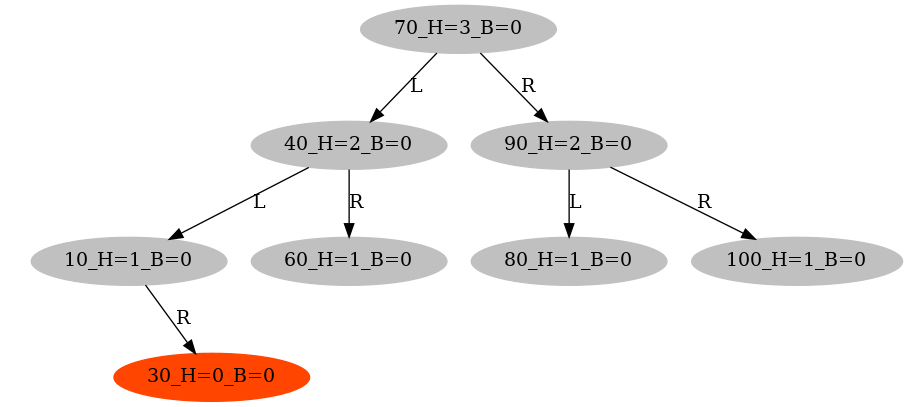 70_H=3_B=0
L
R
40_H=2_B=0
90_H=2_B=0
L
R
L
R
10_H=1_B=0
60_H=1_B=0
80_H=1_B=0
100_H=1_B=0
R
30_H=0_B=0